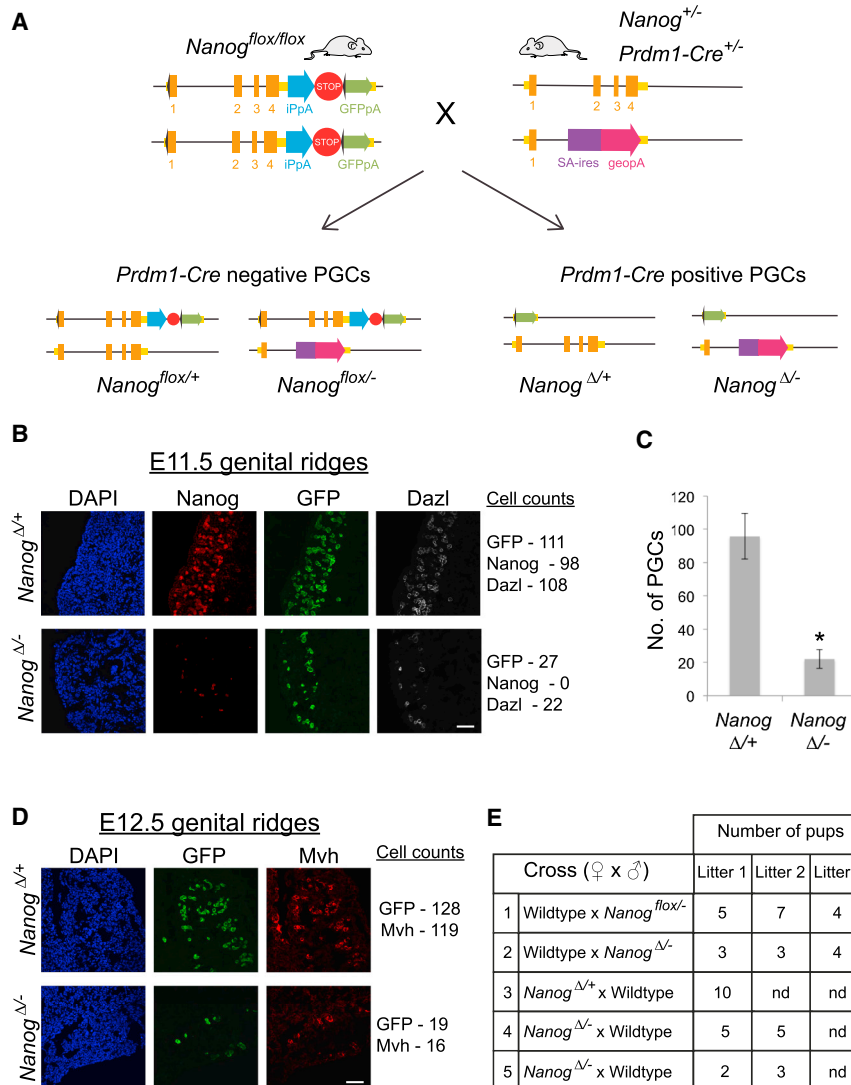 A
Nanog flox/flox
Nanog +/-
Prdm1-Cre +/-
1 2 3 4 iPpA STOP GFPpA
1 2 3 4
X
1 2 3 4 iPpA STOP GFPpA
1 SA-ires geopA
Prdm1-Cre negative PGCs
Prdm1-Cre positive PGCs
Nanog flox/+
Nanog flox/-
Nanog Δ/+
Nanog Δ/-
B
E11.5 genital ridges
DAPI Nanog GFP Dazl Cell counts
Nanog Δ/+
GFP - 111
Nanog - 98
Dazl - 108
Nanog Δ/-
GFP - 27
Nanog - 0
Dazl - 22
C
No. of PGCs
120
100
80
60
40
20
0
*
Nanog Δ/+
Nanog Δ/-
D
E12.5 genital ridges
DAPI GFP Mvh Cell counts
Nanog Δ/+
GFP - 128
Mvh - 119
Nanog Δ/-
GFP - 19
Mvh - 16
E
Number of pups
Cross (♀ x ♂) Litter 1 Litter 2 Litter
1 Wildtype x Nanog flox/- 5 7 4
2 Wildtype x Nanog Δ/- 3 3 4
3 Nanog Δ/+ x Wildtype 10 nd nd
4 Nanog Δ/- x Wildtype 5 5 nd
5 Nanog Δ/- x Wildtype 2 3 nd